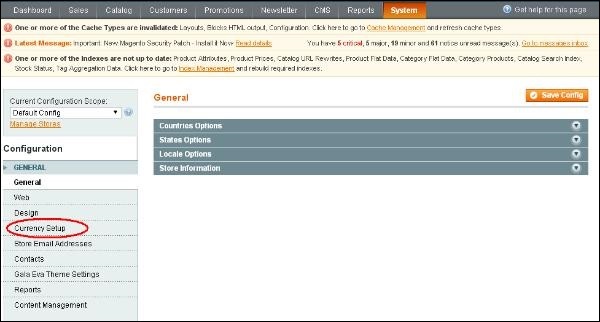 Dashboard Sales Catalog Customers Promotions Newsletter CMS Reports System Get help for this page
One or more of the Cache Types are invalidated: Layouts, Blocks HTML output, Configuration. Click here to go to Cache Management and refresh cache types.
Latest Message: Important: New Magento Security Patch - Install it Now Read details You have 5 critical, 5 major, 19 minor and 61 notice unread message(s). Go to messages inbox
One or more of the Indexes are not up to date: Product Attributes, Product Prices, Catalog URL Rewrites, Product Flat Data, Category Flat Data, Category Products, Catalog Search Index,
Stock Status, Tag Aggregation Data. Click here to go to Index Management and rebuild required indexes.
Current Configuration Scope:
Default Config
Manage Stores
Configuration
GENERAL
General
Web
Design
Currency Setup
Store Email Addresses
Contacts
Gala Eva Theme Settings
Reports
Content Management
General Save Config
Countries Options
States Options
Locale Options
Store Information